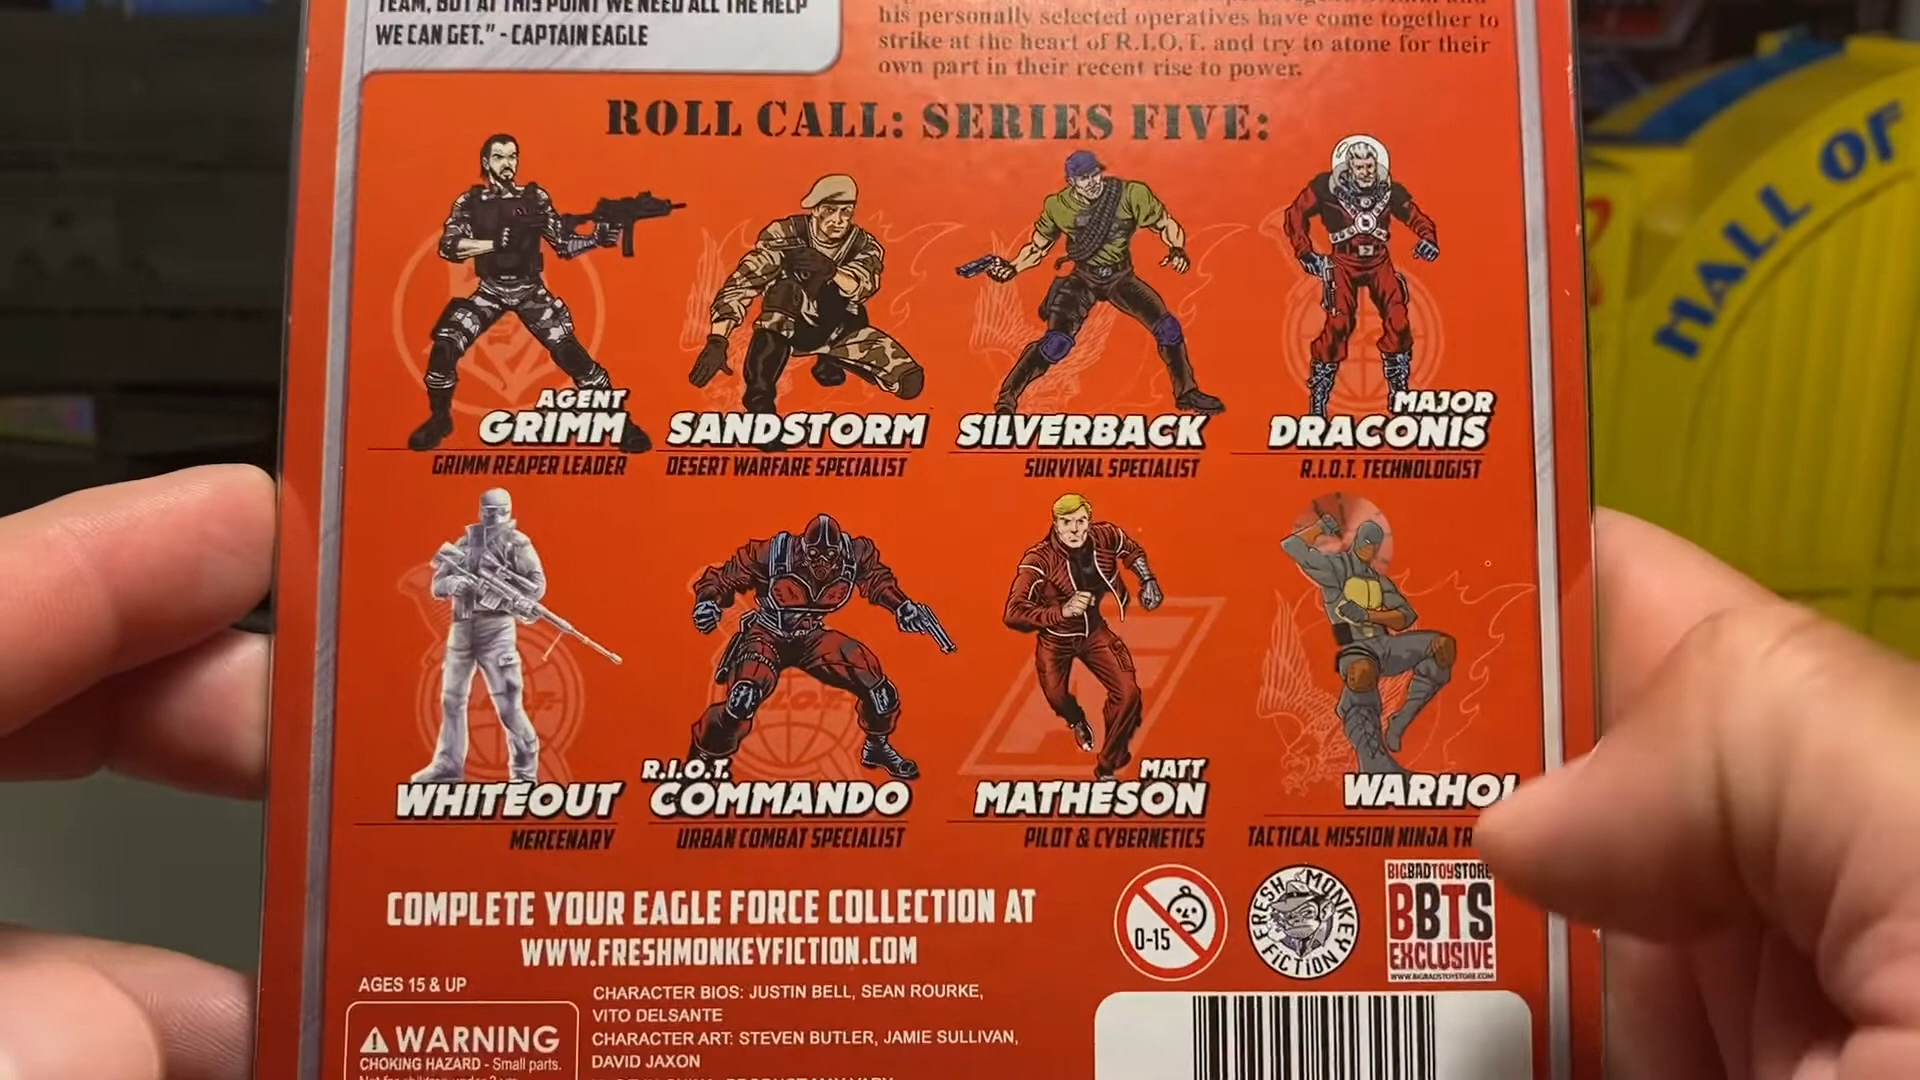 TEAM, BUT AT THIS POINT WE NEED ALL THE HELP
WE CAN GET." - CAPTAIN EAGLE
his personally selected operatives have come together to
strike at the heart of R.I.O.T. and try to atone for their
own part in their recent rise to power.
ROLL CALL: SERIES FIVE:
AGENT
GRIMM
GRIMM REAPER LEADER
SANDSTORM
DESERT WARFARE SPECIALIST
SILVERBACK
SURVIVAL SPECIALIST
MAJOR
DRACONIS
R.I.O.T. TECHNOLOGIST
WHITEOUT
MERCENARY
R.I.O.T.
COMMANDO
URBAN COMBAT SPECIALIST
MATT
MATHESON
PILOT & CYBERNETICS
TACTICAL MISSION NINJA
COMPLETE YOUR EAGLE FORCE COLLECTION AT
WWW.FRESHMONKEYFICTION.COM
0-15
FRESH MONKEY FICTION
BIGBADTOYSTORE
BBTS
EXCLUSIVE
WWW.BIGBADTOYSTORE.COM
AGES 15 & UP
WARNING
CHOKING HAZARD - Small parts.
CHARACTER BIOS: JUSTIN BELL, SEAN ROURKE,
VITO DELSANTE
CHARACTER ART: STEVEN BUTLER, JAMIE SULLIVAN,
DAVID JAXON
HALL OF